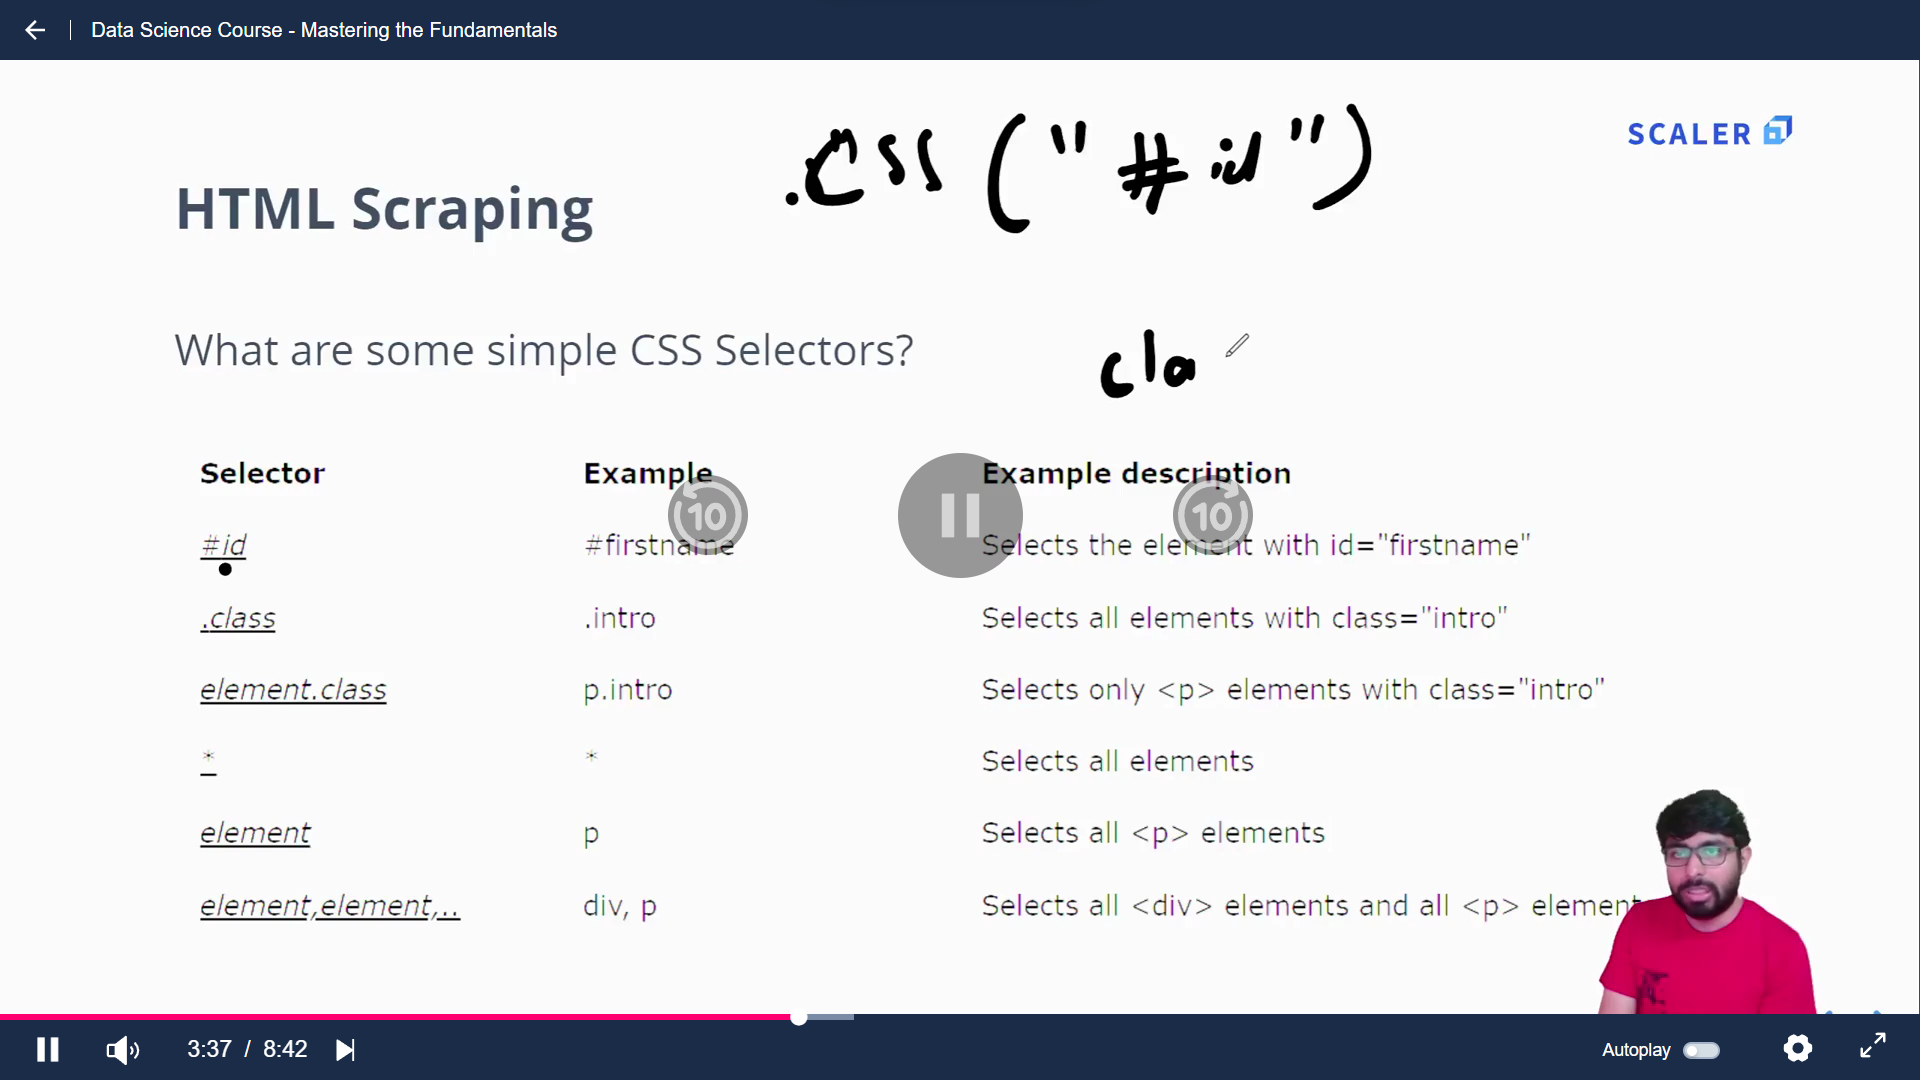 Data Science Course - Mastering the Fundamentals
.CSS ("#id")
SCALER
HTML Scraping
What are some simple CSS Selectors?
cla
Selector Example Example description
#id #firstname Selects the element with id="firstname"
.class .intro Selects all elements with class="intro"
element.class p.intro Selects only <p> elements with class="intro"
* * Selects all elements
element p Selects all <p> elements
element,element,.. div, p Selects all <div> elements and all <p> element
10 10
3:37 / 8:42
Autoplay